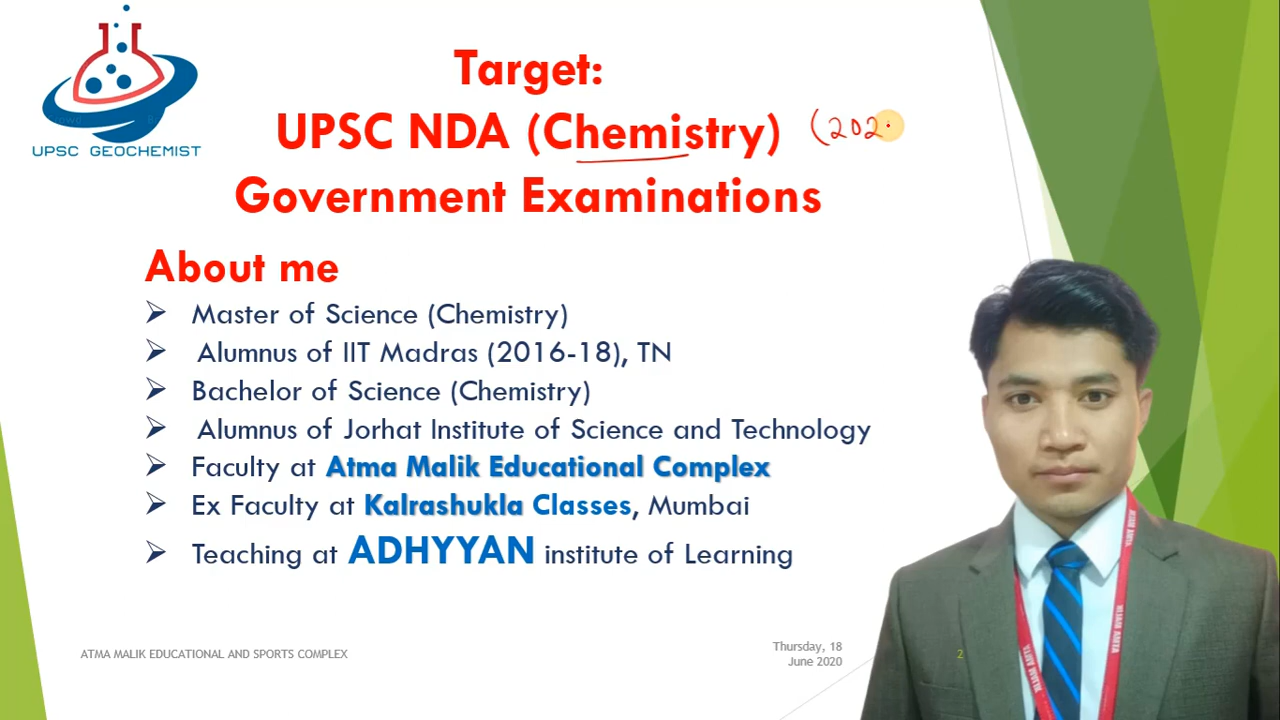 UPSC GEOCHEMIST
Target:
UPSC NDA (Chemistry) (202
Government Examinations
About me
➢ Master of Science (Chemistry)
➢ Alumnus of IIT Madras (2016-18), TN
➢ Bachelor of Science (Chemistry)
➢ Alumnus of Jorhat Institute of Science and Technology
➢ Faculty at Atma Malik Educational Complex
➢ Ex Faculty at Kalrashukla Classes, Mumbai
➢ Teaching at ADHYYAN institute of Learning
ATMA MALIK EDUCATIONAL AND SPORTS COMPLEX
Thursday, 18
June 2020
2